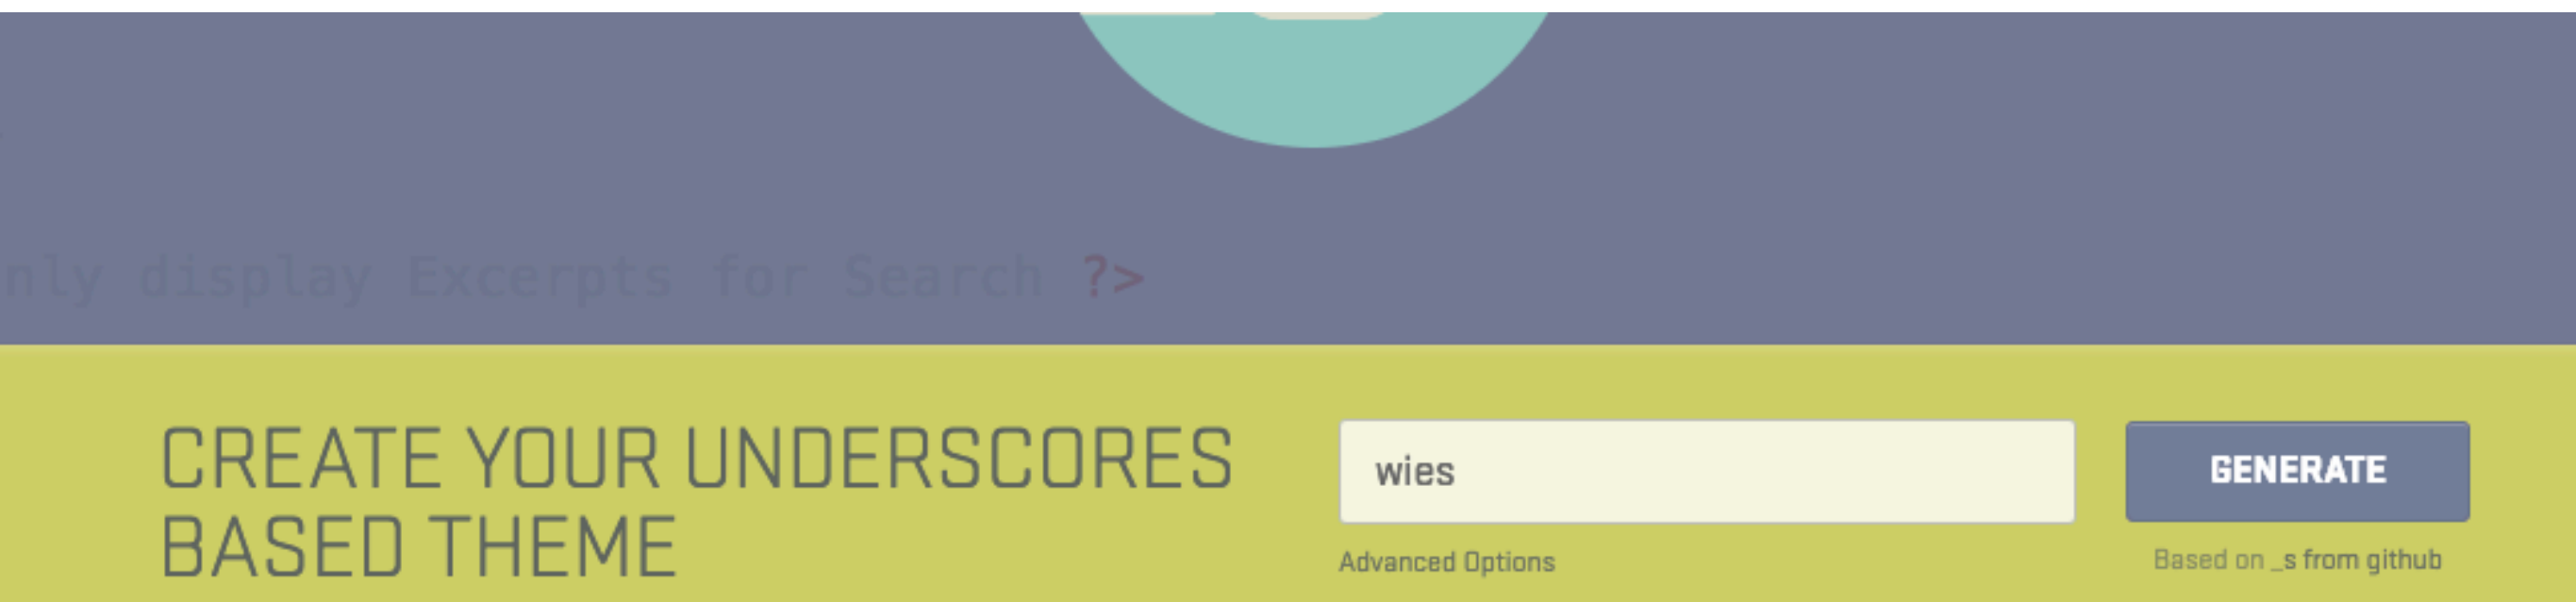 nly display Excerpts for Search ?>
CREATE YOUR UNDERSCORES
BASED THEME
wies
GENERATE
Advanced Options
Based on _s from github